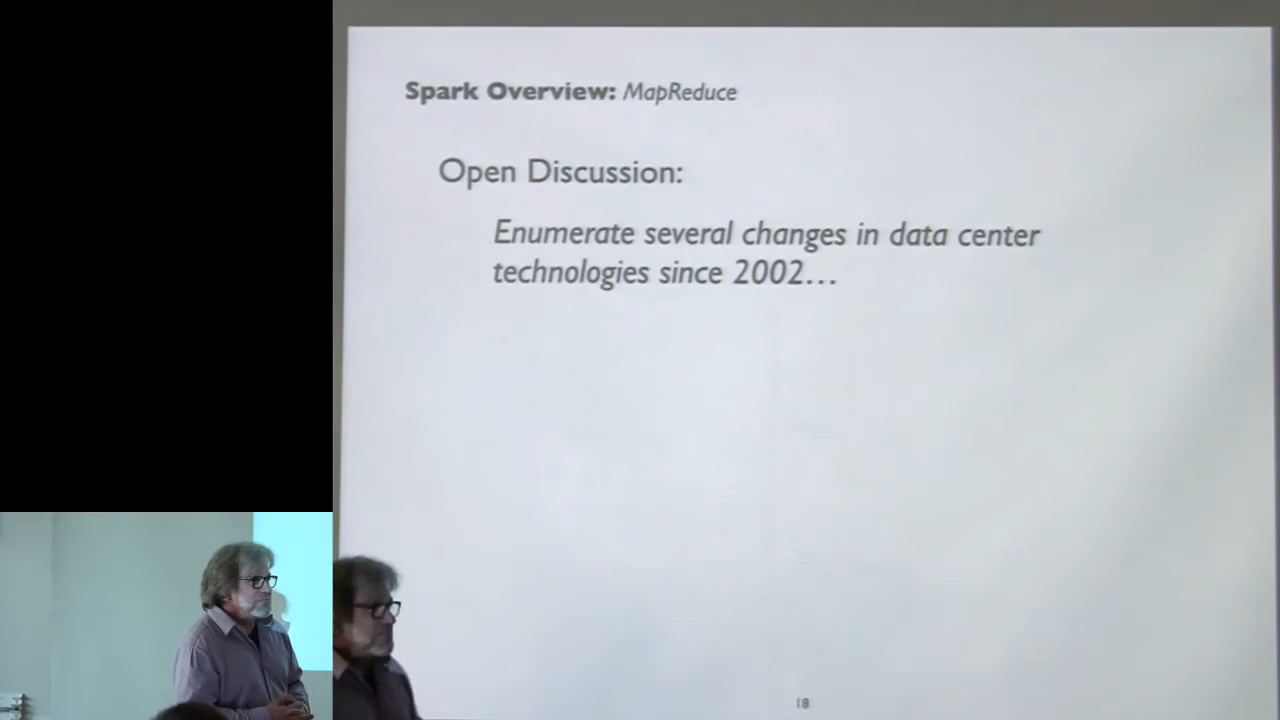 Spark Overview: MapReduce
Open Discussion:
Enumerate several changes in data center
technologies since 2002…
18